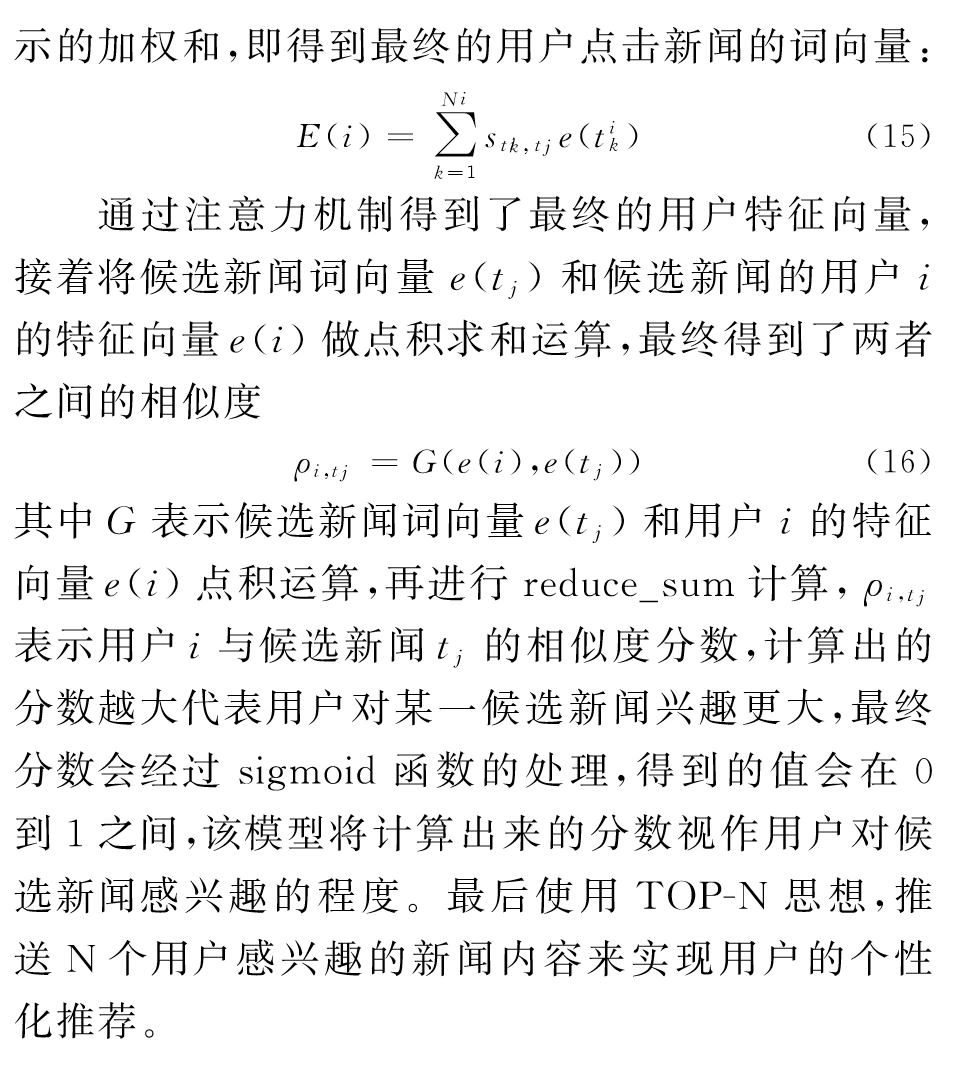 示的加权和,即得到最终的用户点击新闻的词向量:
E(i) = ∑_{k=1}^{Ni} s_{tk,tj} e(t_k^i) (15)
通过注意力机制得到了最终的用户特征向量,
接着将候选新闻词向量 e(t_j) 和候选新闻的用户 i
的特征向量 e(i) 做点积求和运算,最终得到了两者
之间的相似度
ρ_{i,tj} = G(e(i),e(t_j)) (16)
其中 G 表示候选新闻词向量 e(t_j) 和用户 i 的特征
向量 e(i) 点积运算,再进行 reduce_sum 计算, ρ_{i,tj}
表示用户 i 与候选新闻 t_j 的相似度分数,计算出的
分数越大代表用户对某一候选新闻兴趣更大,最终
分数会经过 sigmoid 函数的处理,得到的值会在 0
到 1 之间,该模型将计算出来的分数视作用户对候
选新闻感兴趣的程度。最后使用 TOP-N 思想,推
送 N 个用户感兴趣的新闻内容来实现用户的个性
化推荐。